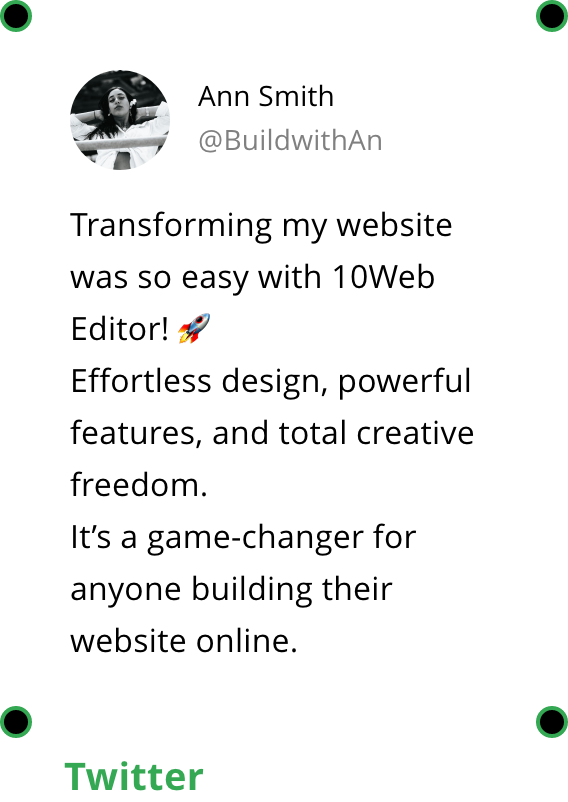 Ann Smith
@BuildwithAn
Transforming my website
was so easy with 10Web
Editor! 🚀
Effortless design, powerful
features, and total creative
freedom.
It’s a game-changer for
anyone building their
website online.
Twitter